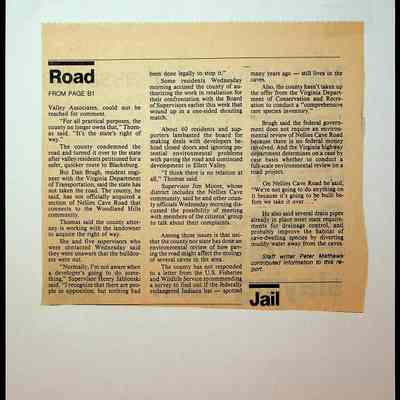 Road
FROM PAGE B1
Valley Associates, could not be
reached for comment.
"For all practical purposes, the
county no longer owns that," Thom-
as said. "It's the state's right of
way."
The county condemned the
road and turned it over to the state
after valley residents petitioned for a
safer, quicker route to Blacksburg.
But Dan Brugh, resident engi-
neer with the Virginia Department
of Transportation, said the state has
not taken the road. The county, he
said, has not officially acquired a
section of Nellies Cave Road that
connects to the Woodland Hills
community.
Thomas said the county attor-
ney is working with the landowner
to acquire the right of way.
She and five supervisors who
were contacted Wednesday said
they were unaware that the bulldoz-
ers were out.
"Normally, I'm not aware when
a developer's going to do some-
thing," Supervisor Henry Jablonski
said. "I recognize that there are peo-
ple in opposition, but nothing had
been done legally to stop it."
Some residents Wednesday
morning accused the county of au-
thorizing the work in retaliation for
their confrontation with the Board
of Supervisors earlier this week that
wound up in a one-sided shouting
match.
About 60 residents and sup-
porters lambasted the board for
making deals with developers be-
hind closed doors and ignoring po-
tential environmental problems
with paving the road and continued
development in Ellett Valley.
"I think there is no relation at
all," Thomas said.
Supervisor Jim Moore, whose
district includes the Nellies Cave
community, said he and other coun-
ty officials Wednesday morning dis-
cussed the possibility of meeting
with members of the citizens' group
to talk about their complaints.
Among those issues is that nei-
ther the county nor state has done an
environmental review of how pav-
ing the road might affect the ecology
of several caves in the area.
The county has not responded
to a letter from the U.S. Fisheries
and Wildlife Service recommending
a survey to find out if the federally
endangered Indiana bat — spotted
many years ago — still lives in the
caves.
Also, the county hasn't taken up
the offer from the Virginia Depart-
ment of Conservation and Recrea-
tion to conduct a "comprehensive
rare species inventory."
Brugh said the federal govern-
ment does not require an environ-
mental review of Nellies Cave Road
because there is no federal money
involved. And the Virginia highway
department determines on a case by
case basis whether to conduct a
full-scale environmental review on a
road project.
On Nellies Cave Road he said,
"We're not going to do anything on
it because it's going to be built be-
fore we take it over ..."
He also said several drain pipes
already in place meet state require-
ments for drainage control, and
probably improve the habitat of
cave-dwelling species by diverting
muddy water away from the caves.
Staff writer Peter Mathews
contributed information to this re-
port.
Jail